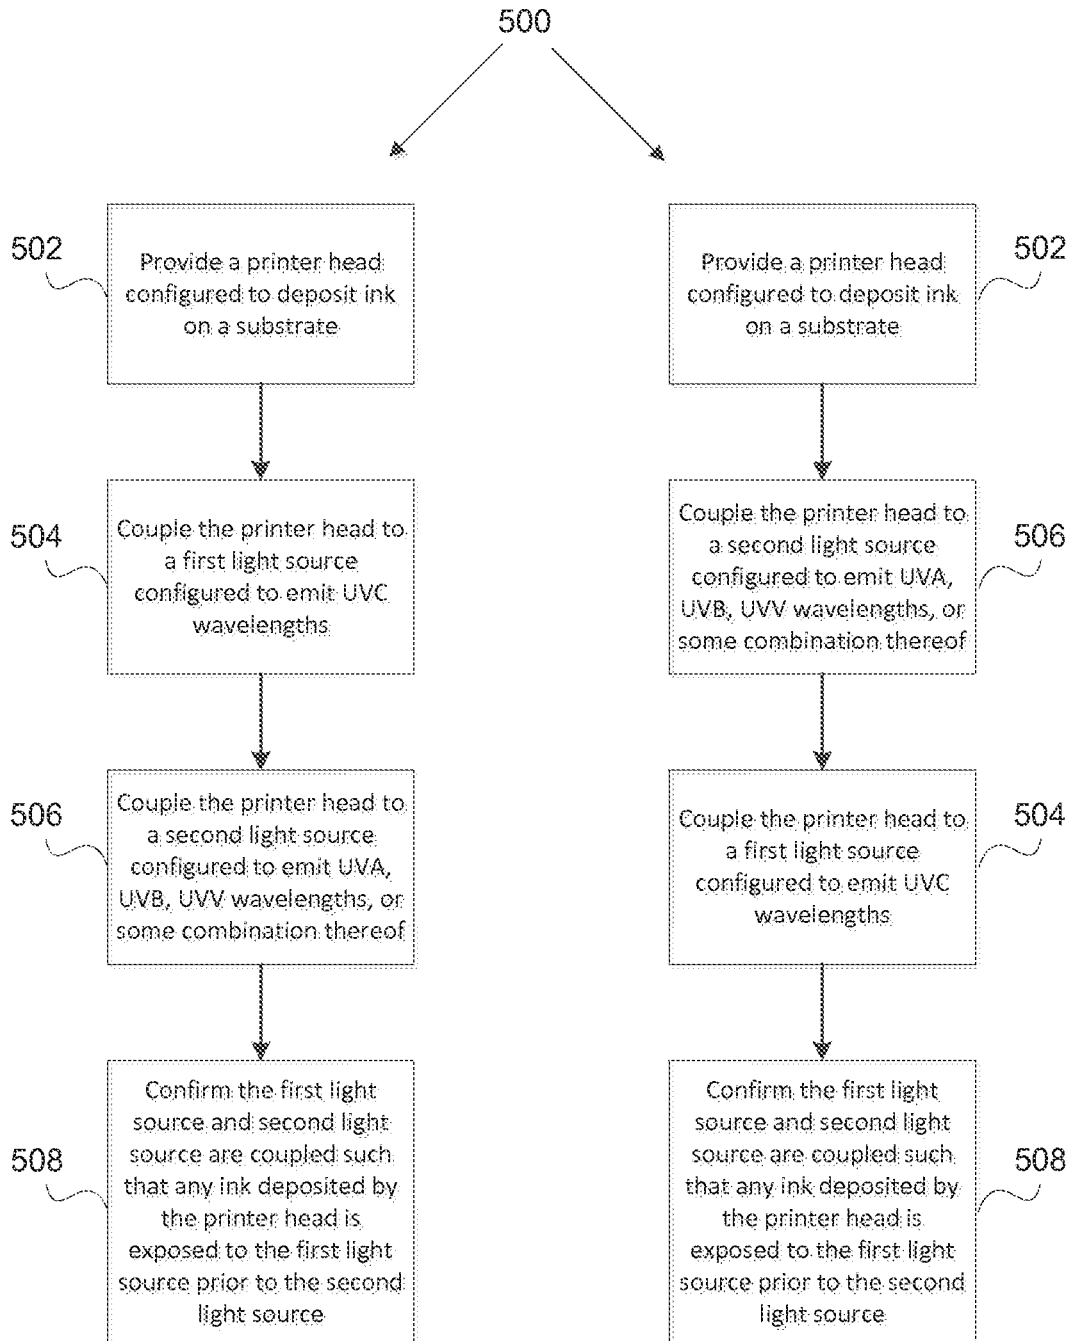 500
502
Provide a printer head
configured to deposit ink
on a substrate
504
Couple the printer head to
a first light source
configured to emit UVC
wavelengths
506
Couple the printer head to
a second light source
configured to emit UVA,
UVB, UVV wavelengths, or
some combination thereof
508
Confirm the first light
source and second light
source are coupled such
that any ink deposited by
the printer head is
exposed to the first light
source prior to the second
light source
502
Provide a printer head
configured to deposit ink
on a substrate
506
Couple the printer head to
a second light source
configured to emit UVA,
UVB, UVV wavelengths, or
some combination thereof
504
Couple the printer head to
a first light source
configured to emit UVC
wavelengths
508
Confirm the first light
source and second light
source are coupled such
that any ink deposited by
the printer head is
exposed to the first light
source prior to the second
light source